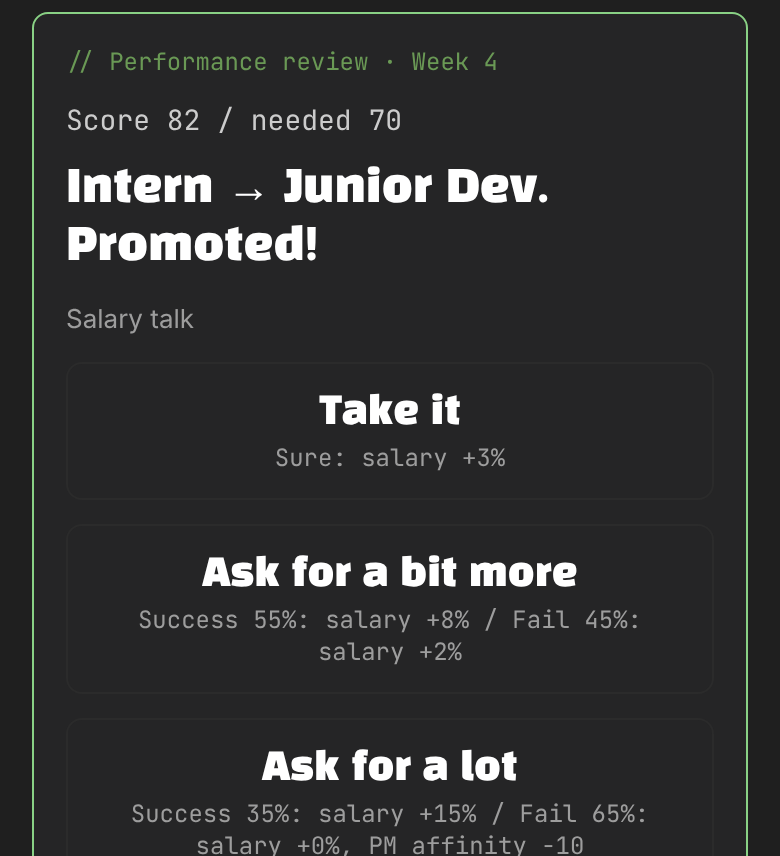 // Performance review · Week 4
Score 82 / needed 70
Intern → Junior Dev.
Promoted!
Salary talk
Take it
Sure: salary +3%
Ask for a bit more
Success 55%: salary +8% / Fail 45%:
salary +2%
Ask for a lot
Success 35%: salary +15% / Fail 65%:
salary +0%, PM affinity -10